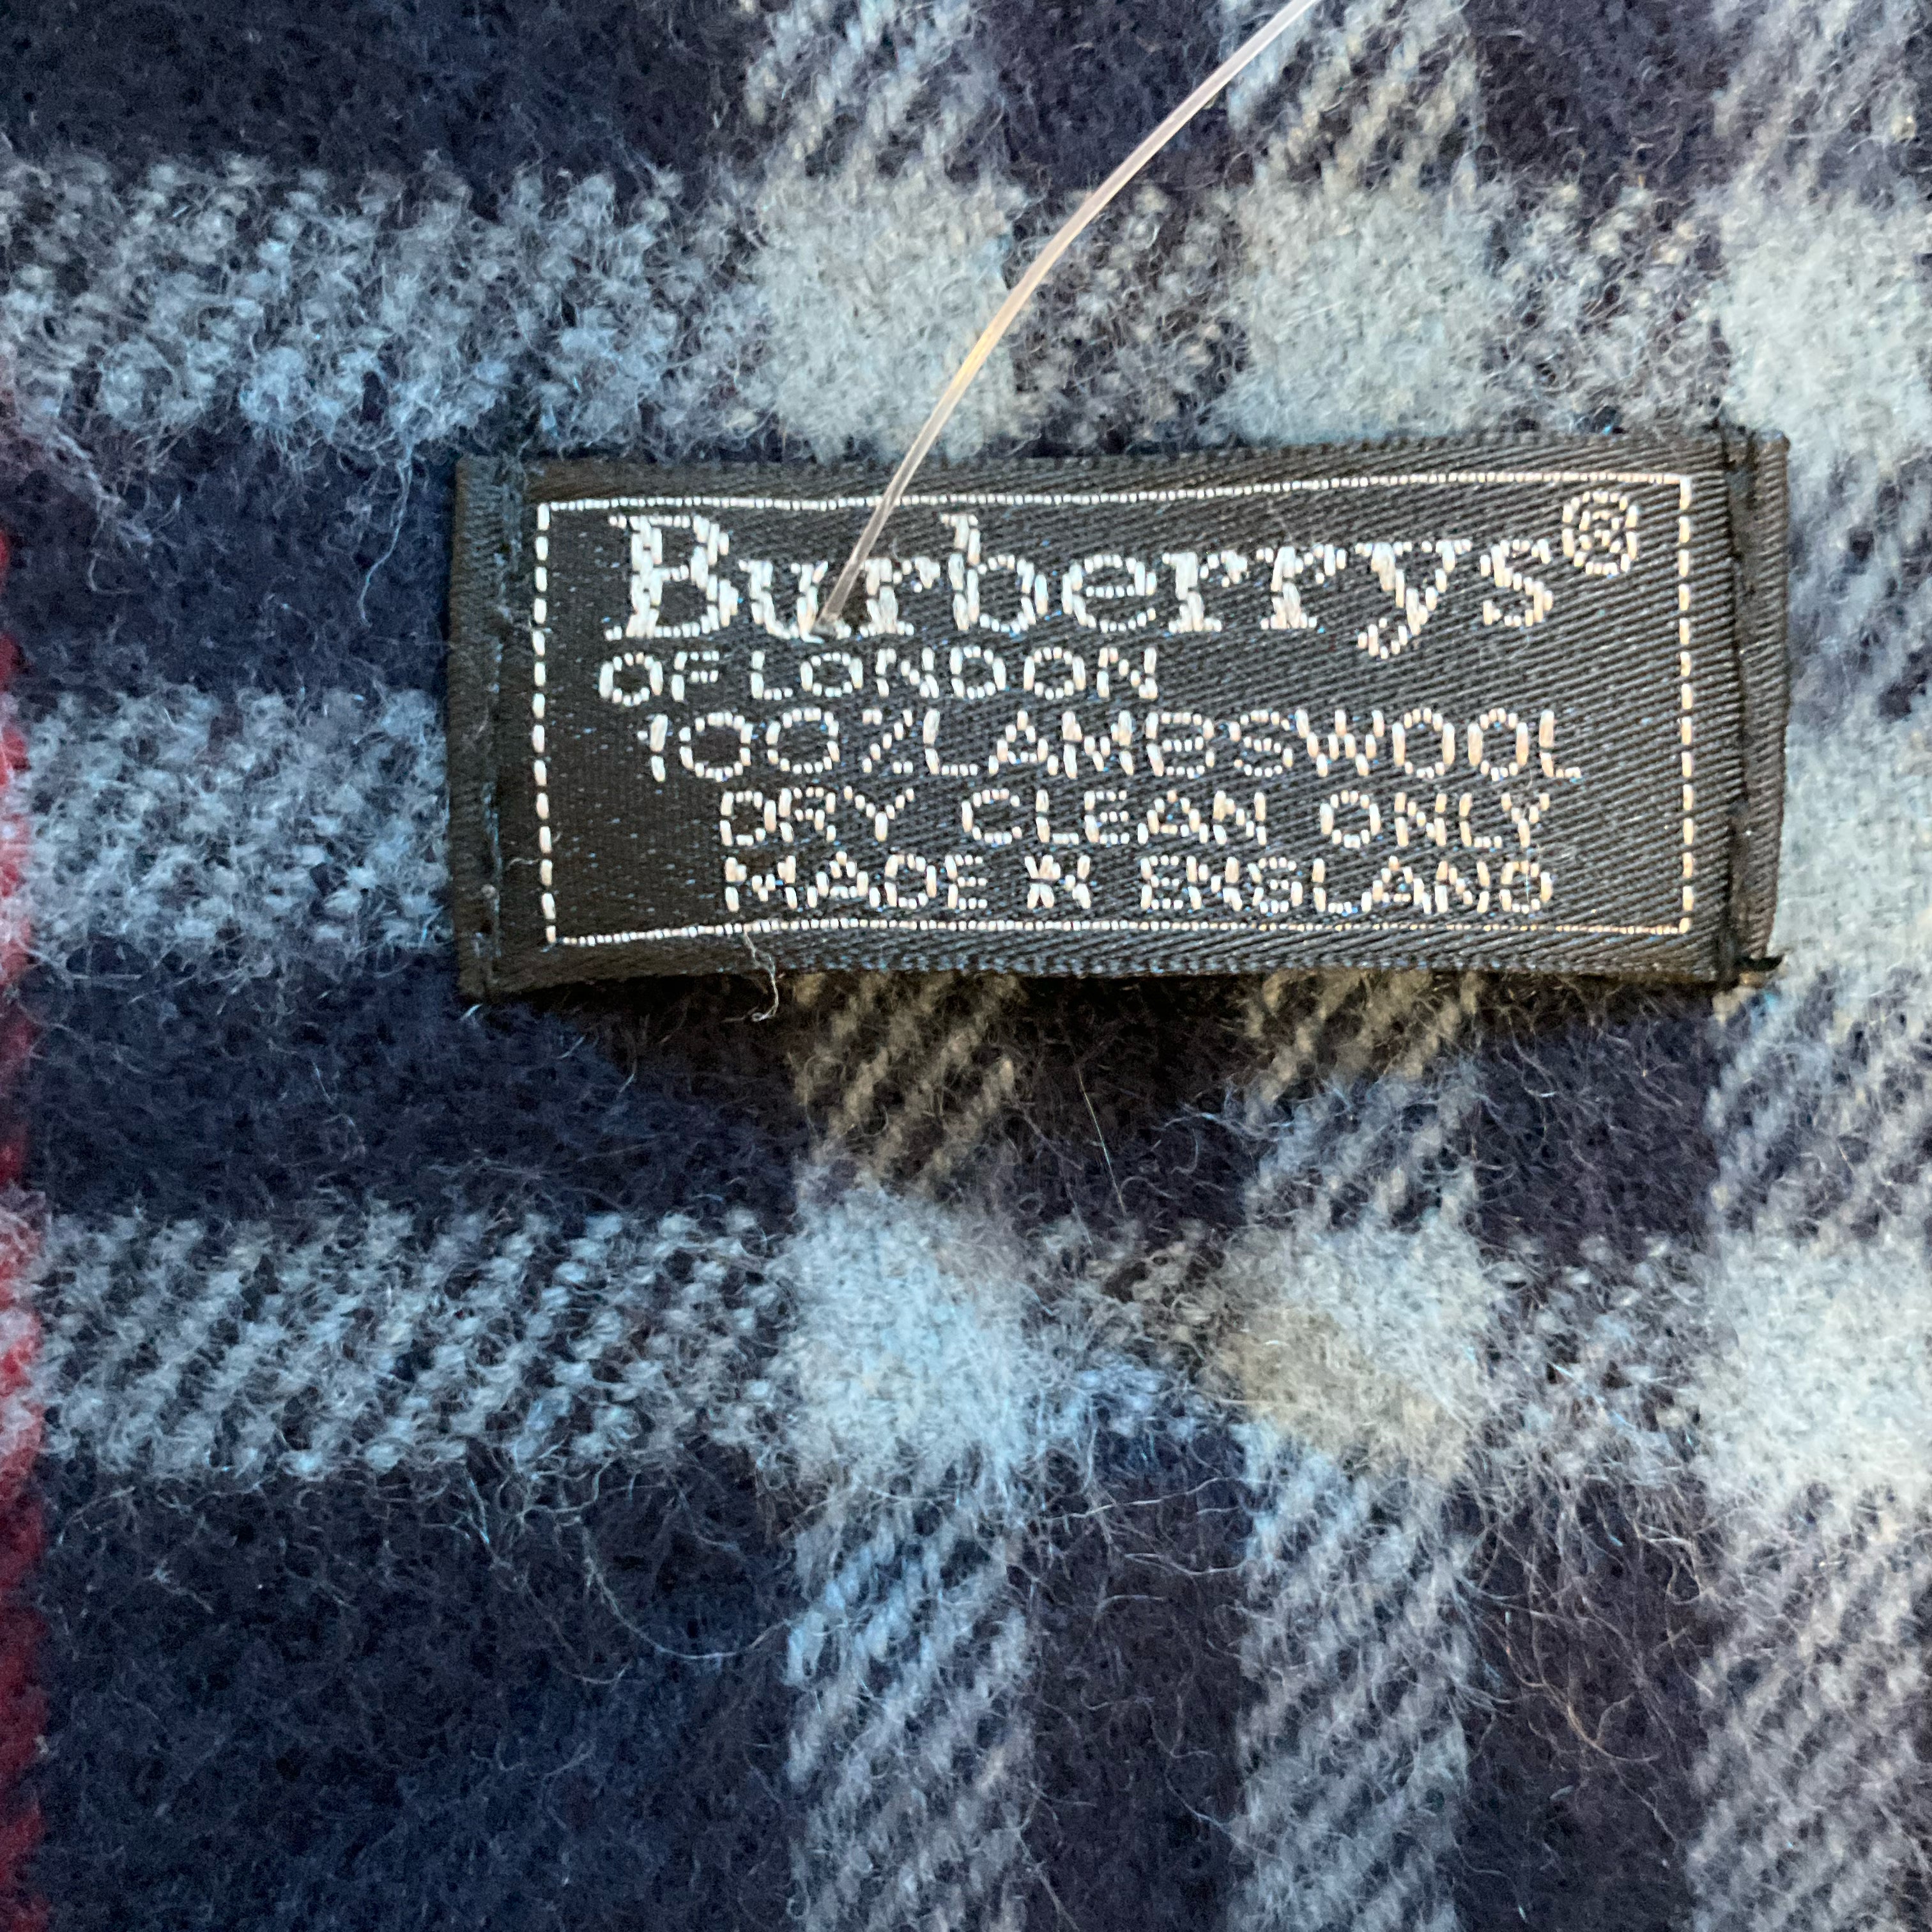 Burberrys®
OF LONDON
100% LAMBSWOOL
DRY CLEAN ONLY
MADE IN ENGLAND